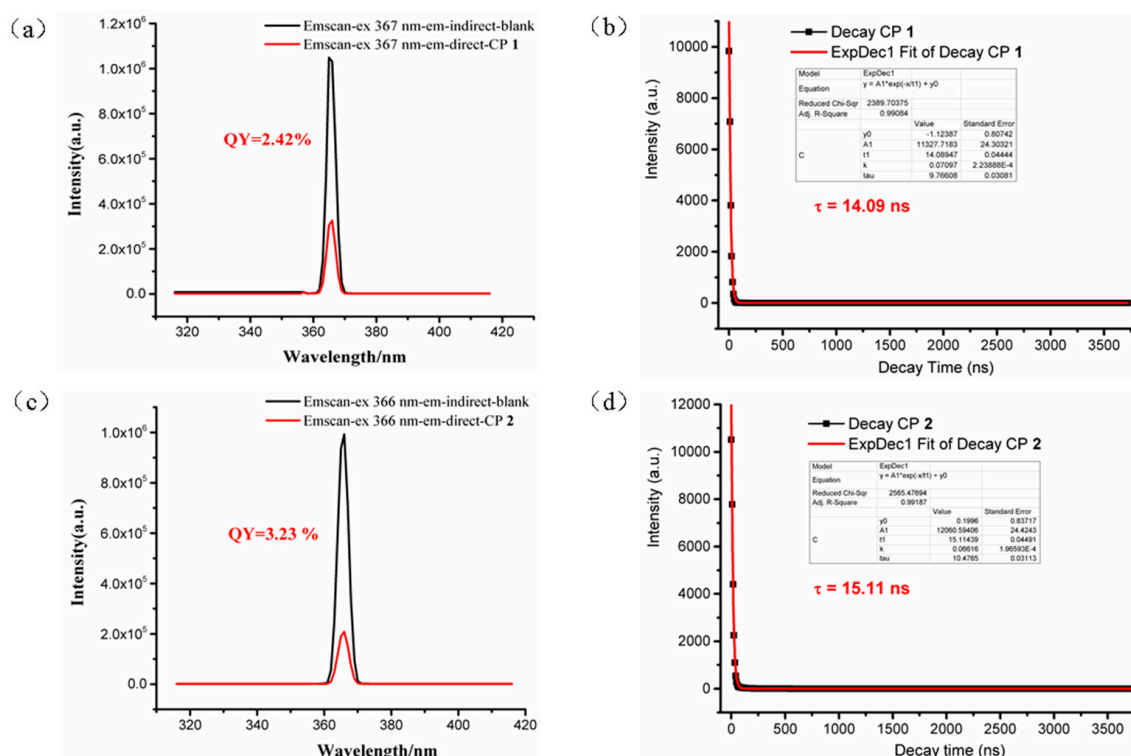 (a)
Emscan-ex 367 nm-em-indirect-blank
Emscan-ex 367 nm-em-direct-CP 1
QY=2.42%
Intensity(a.u.)
1.2x10⁶
1.0x10⁶
8.0x10⁵
6.0x10⁵
4.0x10⁵
2.0x10⁵
0.0
320 340 360 380 400 420
Wavelength/nm
(b)
Decay CP 1
ExpDec1 Fit of Decay CP 1
Model ExpDec1
Equation y = A1*exp(-x/t1) + y0
Reduced Chi-Sqr 2389.70375
Adj. R-Square 0.99084
Value Standard Error
C
y0 -1.12387 0.80742
A1 11327.7183 24.30321
t1 14.08947 0.04444
k 0.07097 2.23888E-4
tau 9.76608 0.03081
τ = 14.09 ns
Intensity (a.u.)
10000
8000
6000
4000
2000
0
0 500 1000 1500 2000 2500 3000 3500
Decay Time (ns)
(c)
Emscan-ex 366 nm-em-indirect-blank
Emscan-ex 366 nm-em-direct-CP 2
QY=3.23 %
Intensity(a.u.)
1.0x10⁶
8.0x10⁵
6.0x10⁵
4.0x10⁵
2.0x10⁵
0.0
320 340 360 380 400 420
Wavelength/nm
(d)
Decay CP 2
ExpDec1 Fit of Decay CP 2
Model ExpDec1
Equation y = A1*exp(-x/t1) + y0
Reduced Chi-Sqr 2565.47694
Adj. R-Square 0.99187
Value Standard Error
C
y0 0.1996 0.83717
A1 12060.59406 24.4243
t1 15.11439 0.04491
k 0.06616 1.96593E-4
tau 10.4765 0.03113
τ = 15.11 ns
Intensity (a.u.)
12000
10000
8000
6000
4000
2000
0
0 500 1000 1500 2000 2500 3000 3500
Decay time (ns)